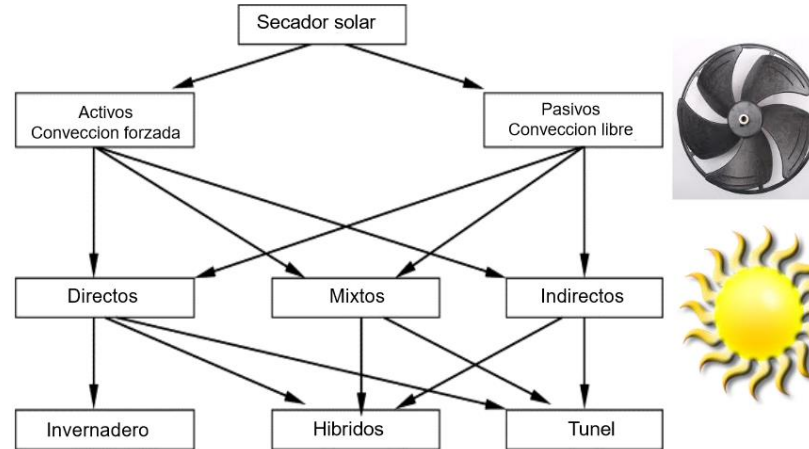 Secador solar
Activos
Conveccion forzada
Pasivos
Conveccion libre
Directos
Mixtos
Indirectos
Invernadero
Hibridos
Tunel